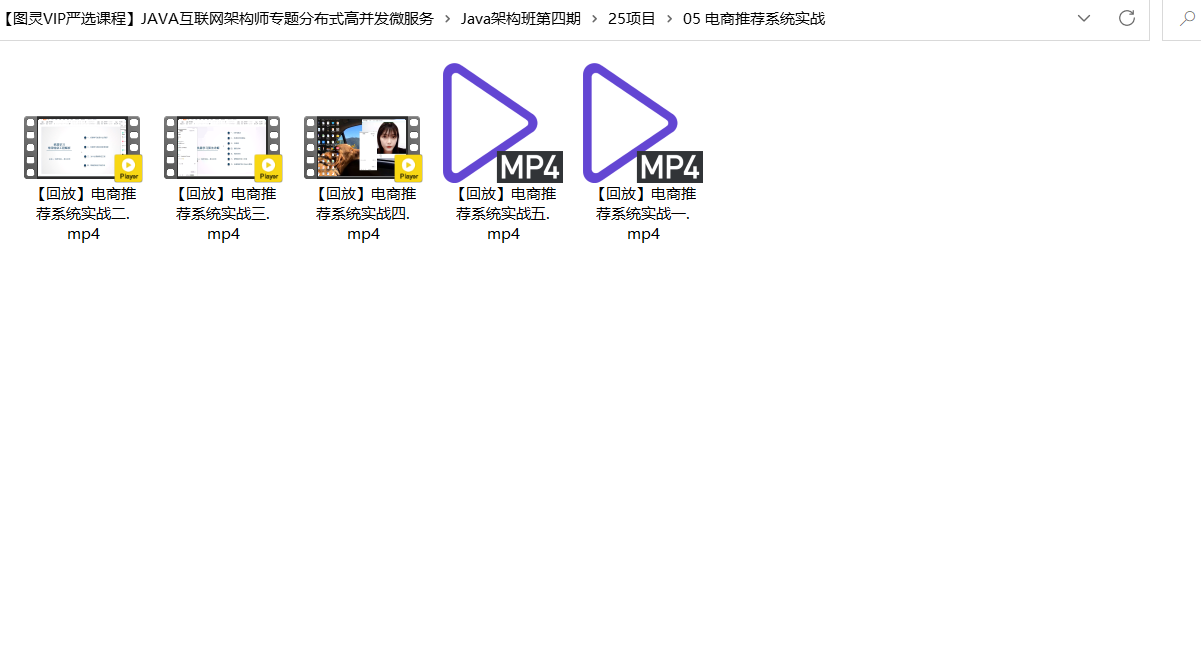 【图灵VIP严选课程】JAVA互联网架构师专题分布式高并发微服务 › Java架构班第四期 › 25项目 › 05 电商推荐系统实战
Player
Player
Player
MP4
MP4
【回放】电商推
荐系统实战二.
mp4
【回放】电商推
荐系统实战三.
mp4
【回放】电商推
荐系统实战四.
mp4
【回放】电商推
荐系统实战五.
mp4
【回放】电商推
荐系统实战一.
mp4